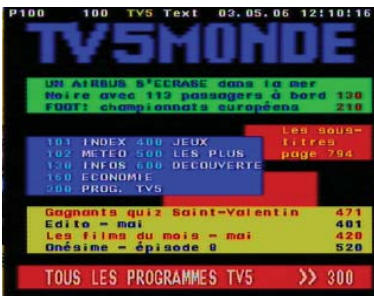 P100 100 TV5 Text 03.05.06 12:10:16
TV5MONDE
UN AIRBUS S'ECRASE dans la mer
Noire avec 113 passagers à bord 130
FOOT: championnats européens 210
Les sous-
titres
page 794
101 INDEX 400 JEUX
102 METEO 500 LES PLUS
130 INFOS 600 DECOUVERTE
160 ECONOMIE
300 PROG. TV5
Gagnants quiz Saint-Valentin 471
Edito - mai 401
Les films du mois - mai 420
Onésime - épisode 8 520
TOUS LES PROGRAMMES TV5 >> 300